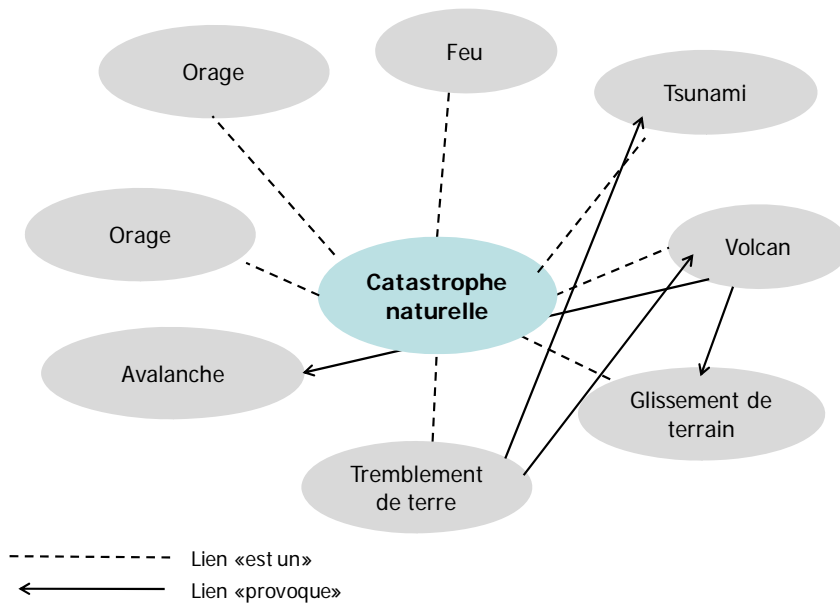 Orage
Feu
Tsunami
Orage
Volcan
Catastrophe
naturelle
Avalanche
Glissement de
terrain
Tremblement
de terre
Lien «est un»
Lien «provoque»